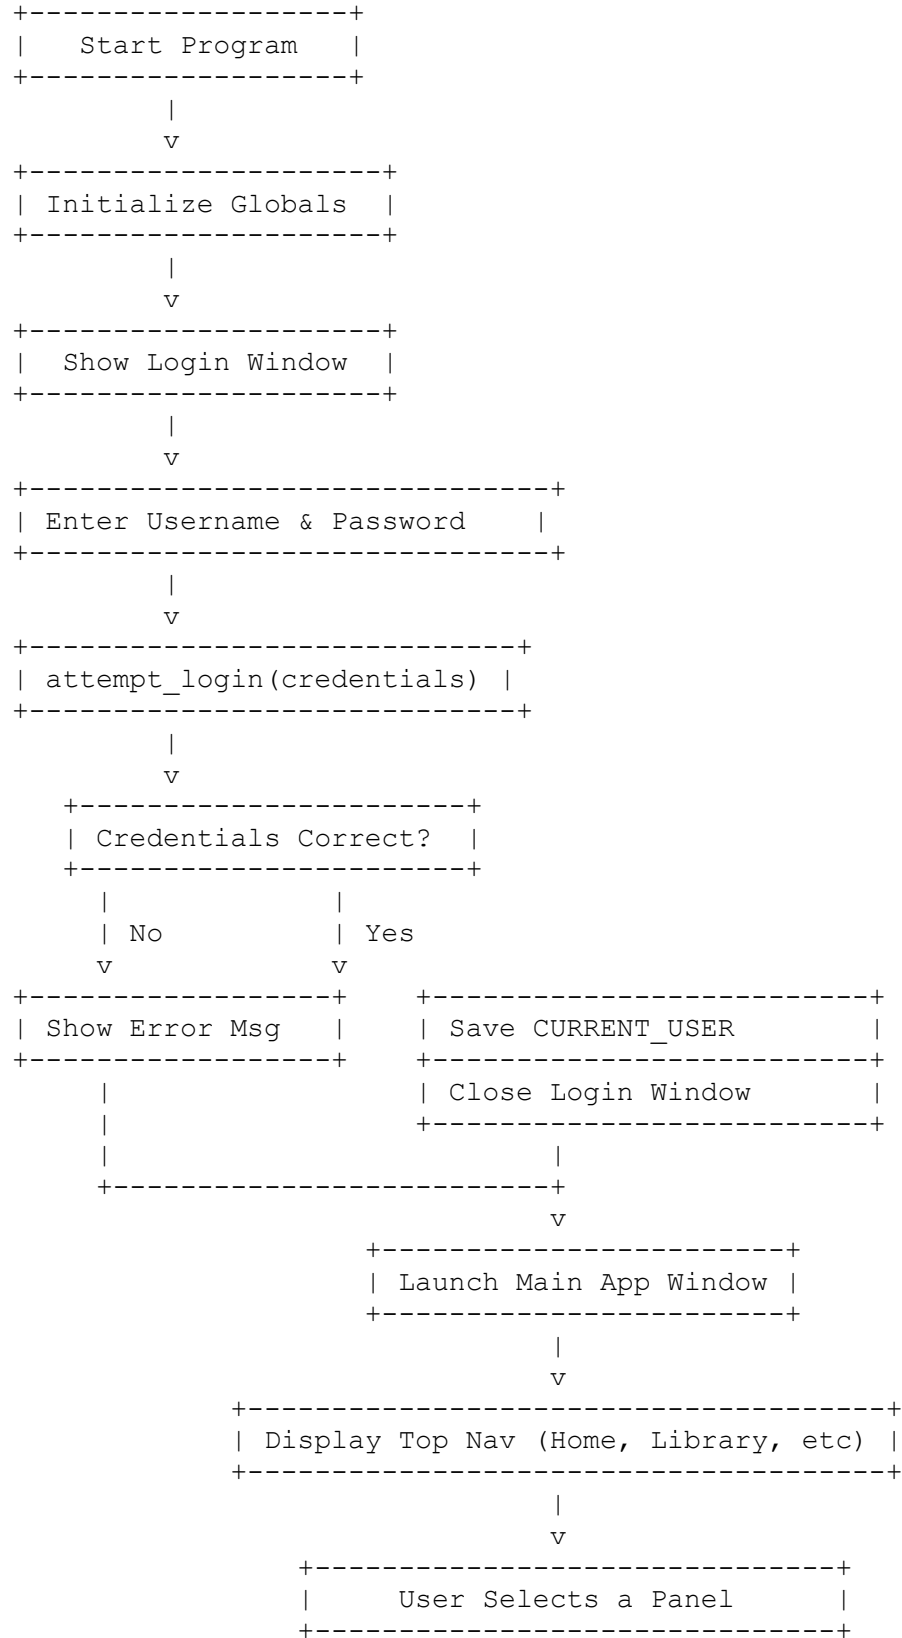 Start Program
Initialize Globals
Show Login Window
Enter Username & Password
attempt_login(credentials)
Credentials Correct?
No Yes
Show Error Msg Save CURRENT_USER
Close Login Window
Launch Main App Window
Display Top Nav (Home, Library, etc)
User Selects a Panel